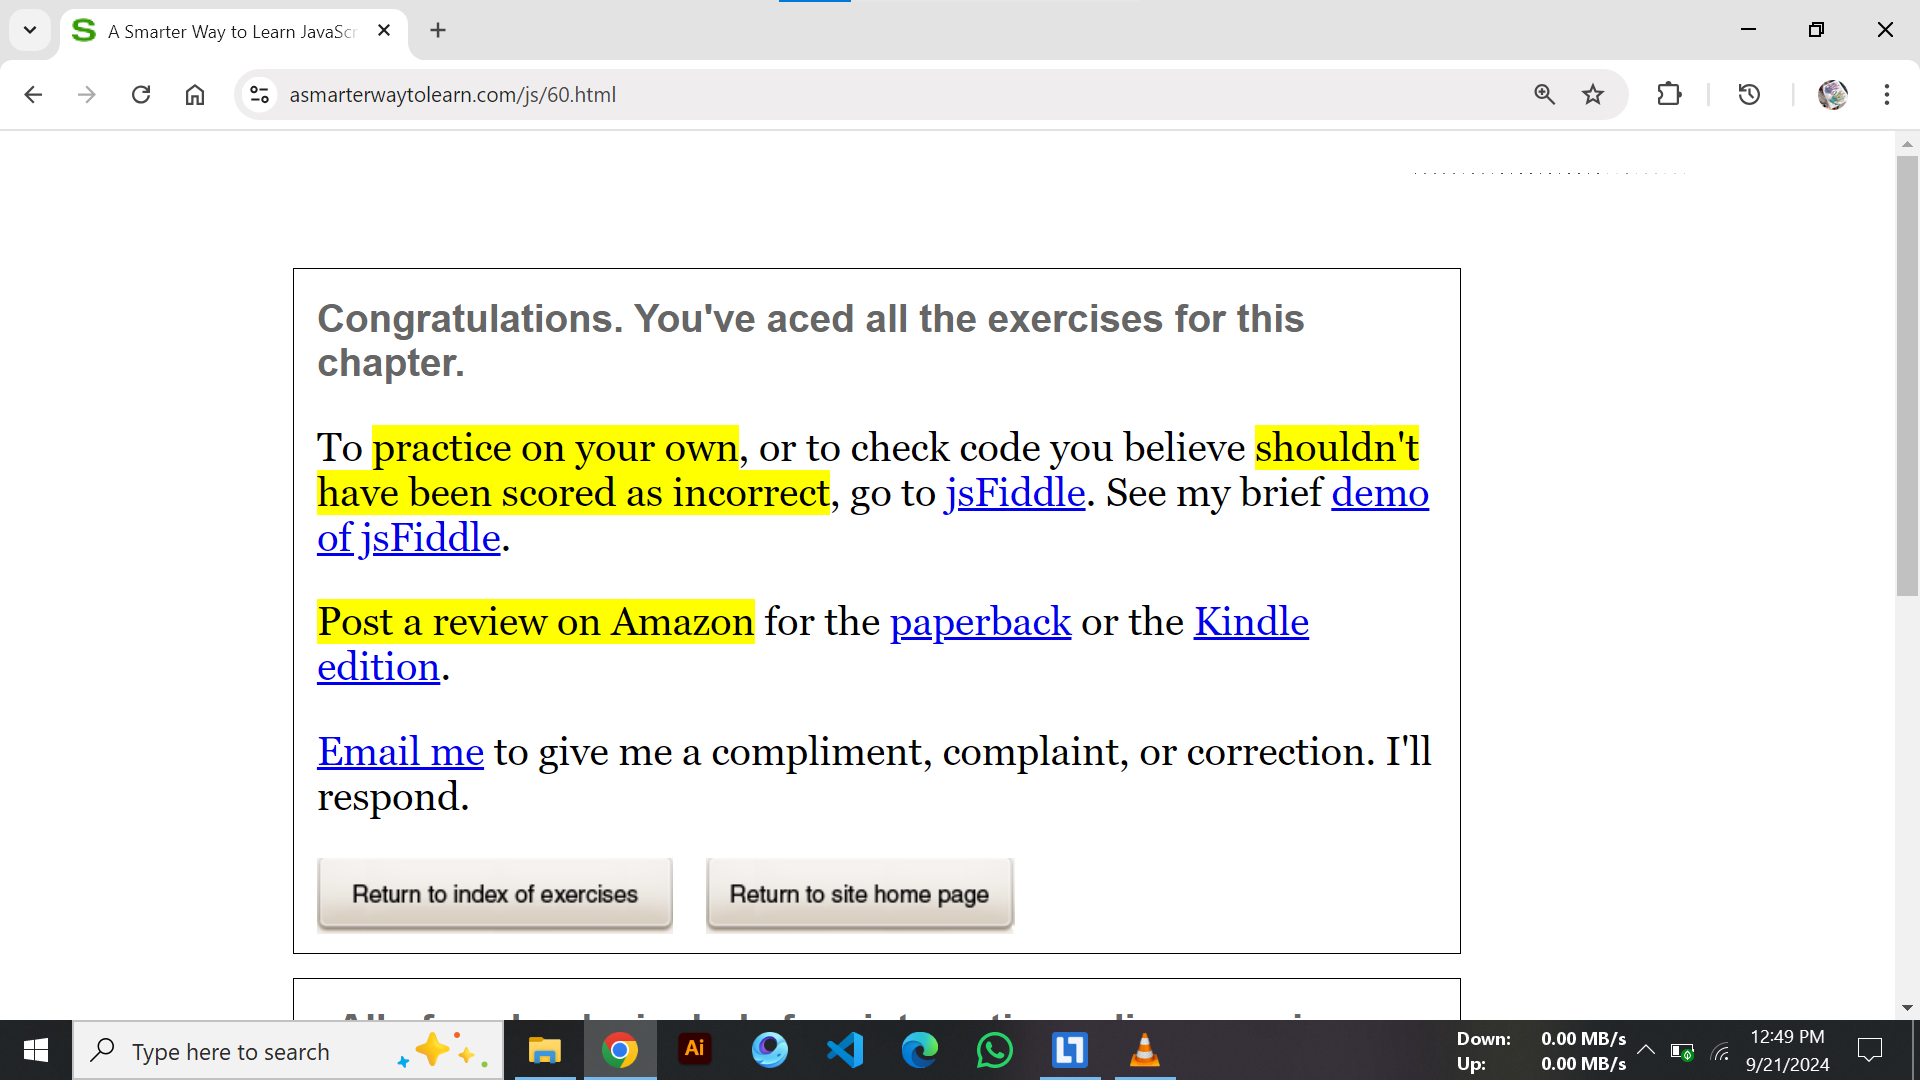 A Smarter Way to Learn JavaScr
asmarterwaytolearn.com/js/60.html
Congratulations. You've aced all the exercises for this
chapter.
To practice on your own, or to check code you believe shouldn't
have been scored as incorrect, go to jsFiddle. See my brief demo
of jsFiddle.
Post a review on Amazon for the paperback or the Kindle
edition.
Email me to give me a compliment, complaint, or correction. I'll
respond.
Return to index of exercises
Return to site home page
Type here to search
Ai
Down: 0.00 MB/s
Up: 0.00 MB/s
12:49 PM
9/21/2024